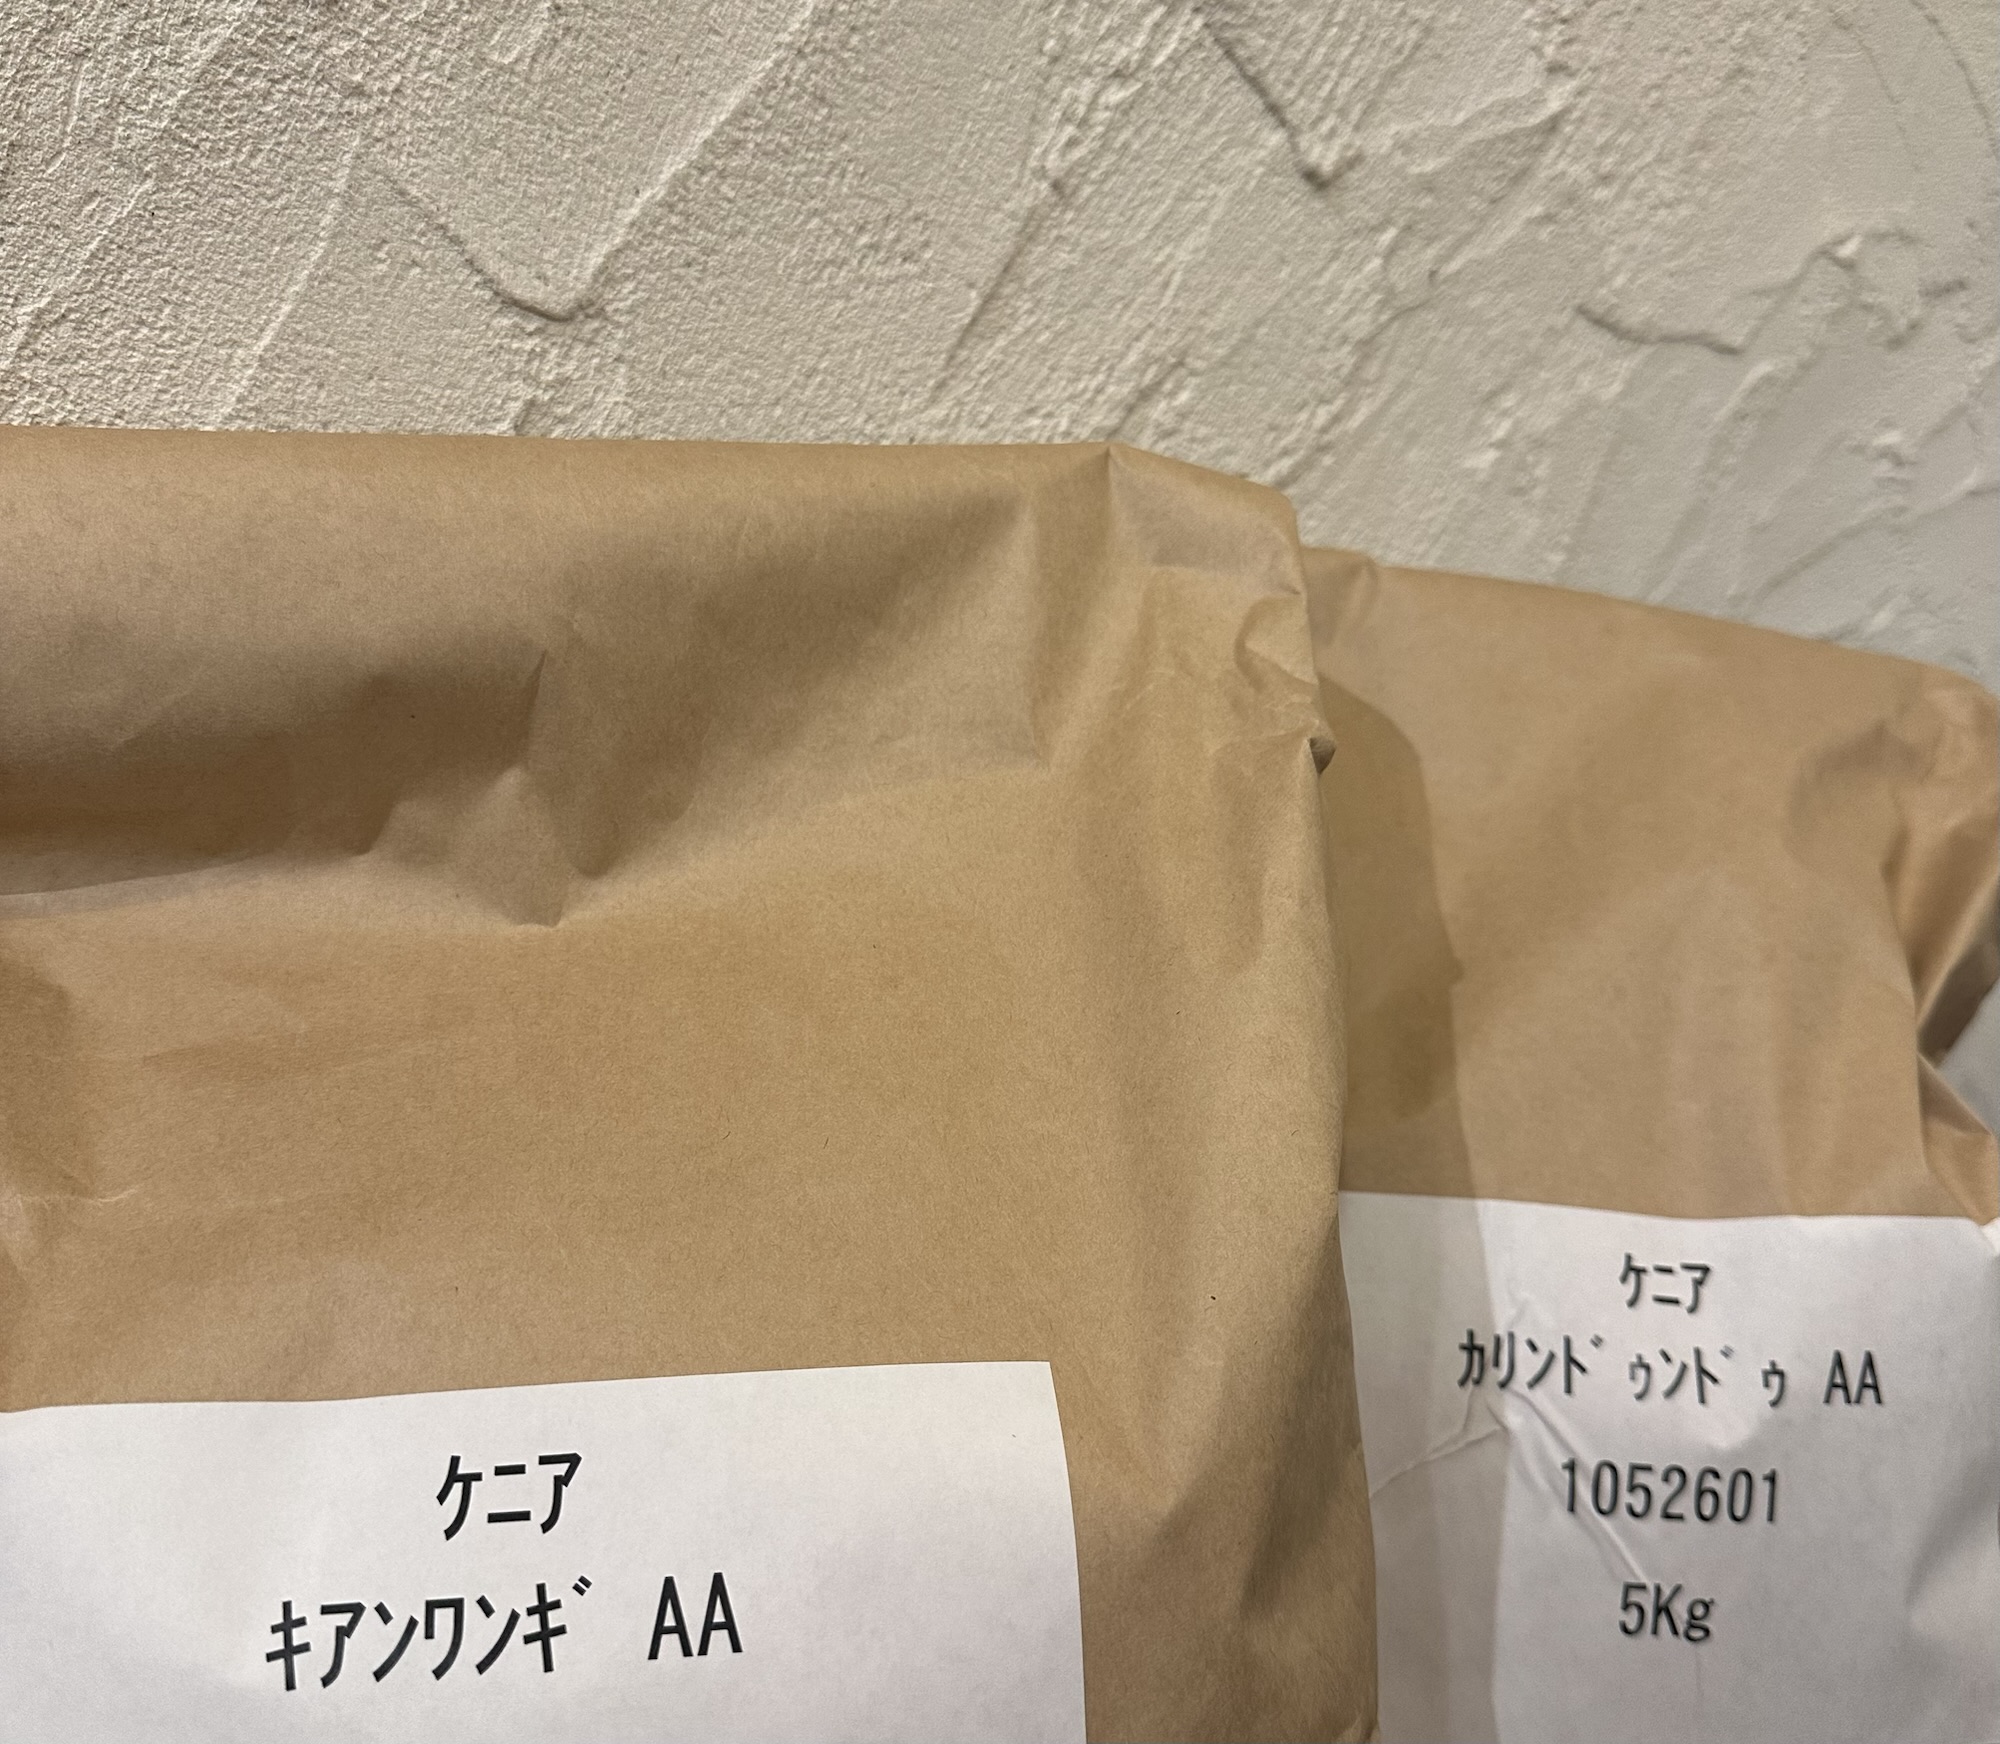 ｹﾆｱ
ｷｱﾝﾜﾝｷﾞ AA
ｹﾆｱ
ｶﾘﾝﾄﾞｩﾝﾄﾞｩ AA
1052601
5Kg